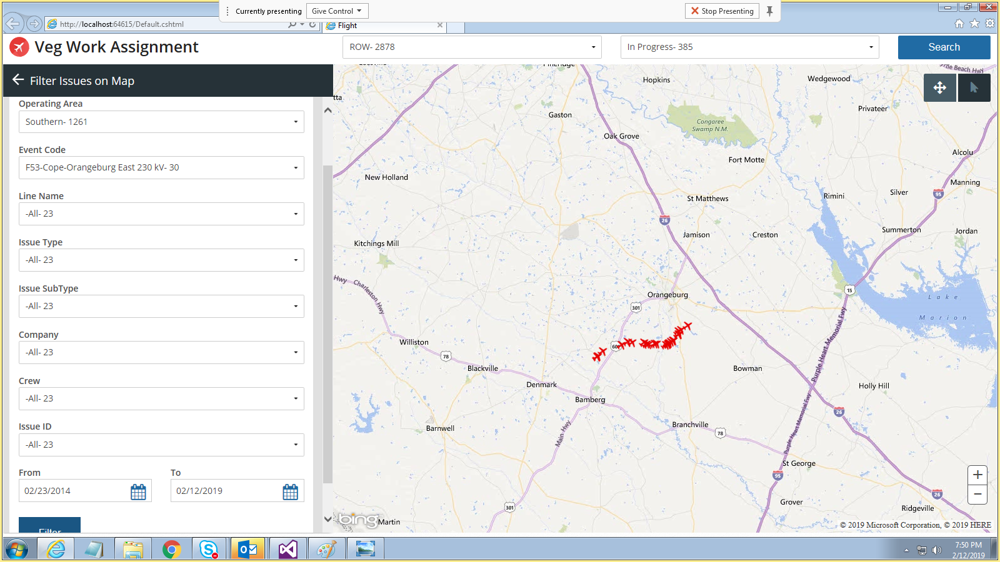 Currently presenting
Give Control
Stop Presenting
http://localhost:64615/Default.cshtml
Flight
Veg Work Assignment
ROW- 2878
In Progress- 385
Search
Filter Issues on Map
Operating Area
Southern- 1261
Event Code
F53-Cope-Orangeburg East 230 kV- 30
Line Name
-All- 23
Issue Type
-All- 23
Issue SubType
-All- 23
Company
-All- 23
Crew
-All- 23
Issue ID
-All- 23
From
To
02/23/2014
02/12/2019
Filter
Pineridge
Hopkins
Wedgewood
Beach Hwy
tta
Gaston
Congaree
Swamp N.M.
Privateer
Oak Grove
Fort Motte
Alcolu
New Holland
Manning
St Matthews
Rimini
Silver
95
26
Jamison
Creston
Summerton
Jordan
Kitchings Mill
Hwy
Charleston Hwy
Orangeburg
15
Lake
Marion
301
Williston
78
601
Purple Heart Memorial Fwy
Blackville
Bowman
Denmark
Holly Hill
Bamberg
26
Barnwell
Main Hwy
Branchville
78
Purple Heart Memorial Fwy
St George
95
26
Grover
Ridgeville
301
bing
Martin
© 2019 Microsoft Corporation, © 2019 HERE
7:50 PM
2/12/2019